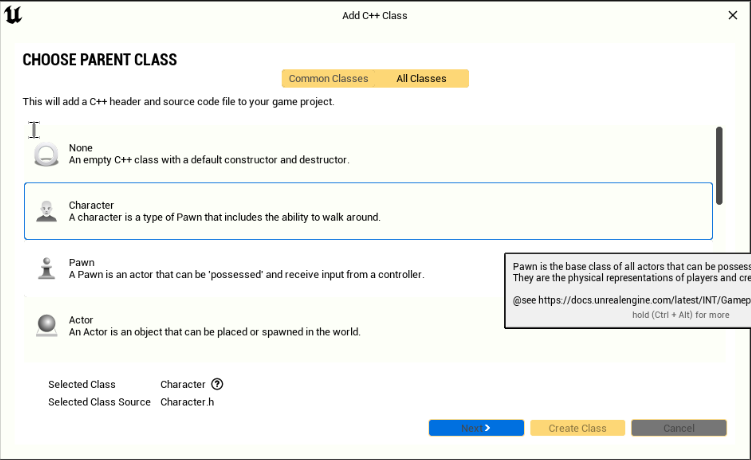 Add C++ Class
CHOOSE PARENT CLASS
Common Classes
All Classes
This will add a C++ header and source code file to your game project.
None
An empty C++ class with a default constructor and destructor.
Character
A character is a type of Pawn that includes the ability to walk around.
Pawn
A Pawn is an actor that can be 'possessed' and receive input from a controller.
Pawn is the base class of all actors that can be possess
They are the physical representations of players and cre
@see https://docs.unrealengine.com/latest/INT/Gamep
hold (Ctrl + Alt) for more
Actor
An Actor is an object that can be placed or spawned in the world.
Selected Class Character
Selected Class Source Character.h
Next
Create Class
Cancel